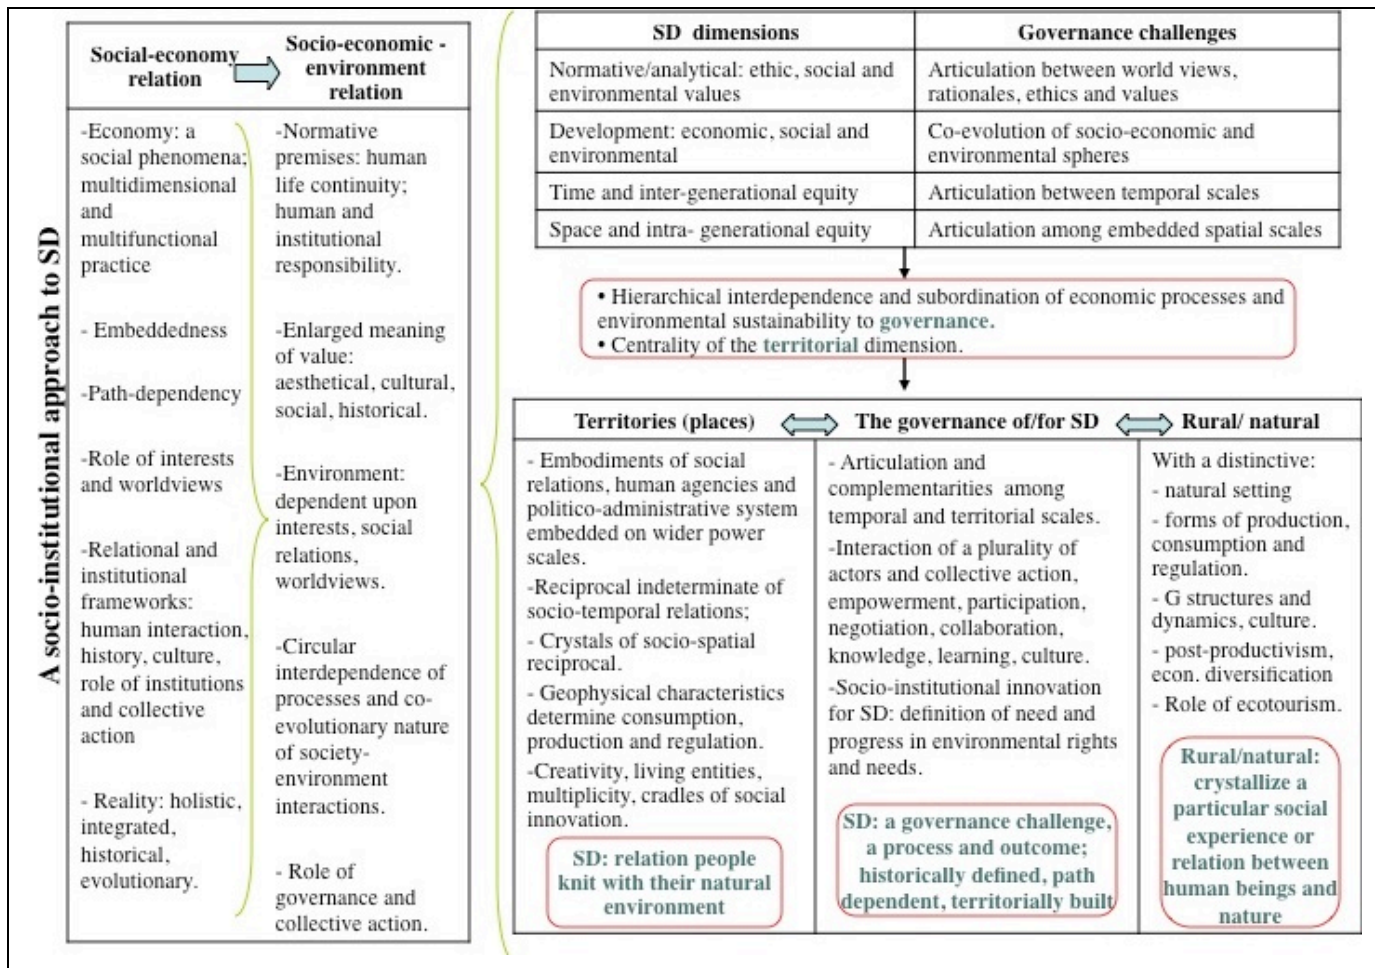 A socio-institutional approach to SD
Social-economy
relation
Socio-economic -
environment
relation
-Economy: a
social phenomena;
multidimensional
and
multifunctional
practice
- Embeddedness
-Path-dependency
-Role of interests
and worldviews
-Relational and
institutional
frameworks:
human interaction,
history, culture,
role of institutions
and collective
action
- Reality: holistic,
integrated,
historical,
evolutionary.
-Normative
premises: human
life continuity;
human and
institutional
responsibility.
-Enlarged meaning
of value:
aesthetical, cultural,
social, historical.
-Environment:
dependent upon
interests, social
relations,
worldviews.
-Circular
interdependence of
processes and co-
evolutionary nature
of society-
environment
interactions.
- Role of
governance and
collective action.
SD dimensions
Governance challenges
Normative/analytical: ethic, social and
environmental values
Articulation between world views,
rationales, ethics and values
Development: economic, social and
environmental
Co-evolution of socio-economic and
environmental spheres
Time and inter-generational equity
Articulation between temporal scales
Space and intra- generational equity
Articulation among embedded spatial scales
• Hierarchical interdependence and subordination of economic processes and
environmental sustainability to governance.
• Centrality of the territorial dimension.
Territories (places)
The governance of/for SD
Rural/ natural
- Embodiments of social
relations, human agencies and
politico-administrative system
embedded on wider power
scales.
-Reciprocal indeterminate of
socio-temporal relations;
- Crystals of socio-spatial
reciprocal.
- Geophysical characteristics
determine consumption,
production and regulation.
-Creativity, living entities,
multiplicity, cradles of social
innovation.
SD: relation people
knit with their natural
environment
- Articulation and
complementarities among
temporal and territorial scales.
-Interaction of a plurality of
actors and collective action,
empowerment, participation,
negotiation, collaboration,
knowledge, learning, culture.
-Socio-institutional innovation
for SD: definition of need and
progress in environmental rights
and needs.
SD: a governance challenge,
a process and outcome;
historically defined, path
dependent, territorially built
With a distinctive:
- natural setting
- forms of production,
consumption and
regulation.
- G structures and
dynamics, culture.
- post-productivism,
econ. diversification
- Role of ecotourism.
Rural/natural:
crystallize a
particular social
experience or
relation between
human beings and
nature